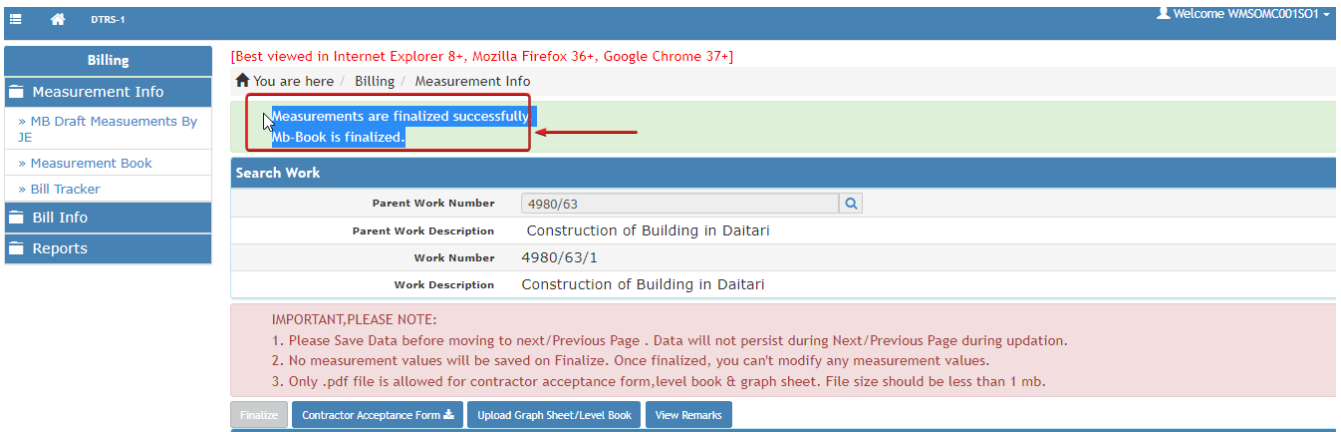 DTRS-1
Welcome WMSOMC001SO1
Billing
Measurement Info
» MB Draft Measuements By
JE
» Measurement Book
» Bill Tracker
Bill Info
Reports
[Best viewed in Internet Explorer 8+, Mozilla Firefox 36+, Google Chrome 37+]
You are here / Billing / Measurement Info
Measurements are finalized successfully.
Mb-Book is finalized.
Search Work
Parent Work Number 4980/63
Parent Work Description Construction of Building in Daitari
Work Number 4980/63/1
Work Description Construction of Building in Daitari
IMPORTANT,PLEASE NOTE:
1. Please Save Data before moving to next/Previous Page . Data will not persist during Next/Previous Page during updation.
2. No measurement values will be saved on Finalize. Once finalized, you can't modify any measurement values.
3. Only .pdf file is allowed for contractor acceptance form,level book & graph sheet. File size should be less than 1 mb.
Finalize Contractor Acceptance Form Upload Graph Sheet/Level Book View Remarks